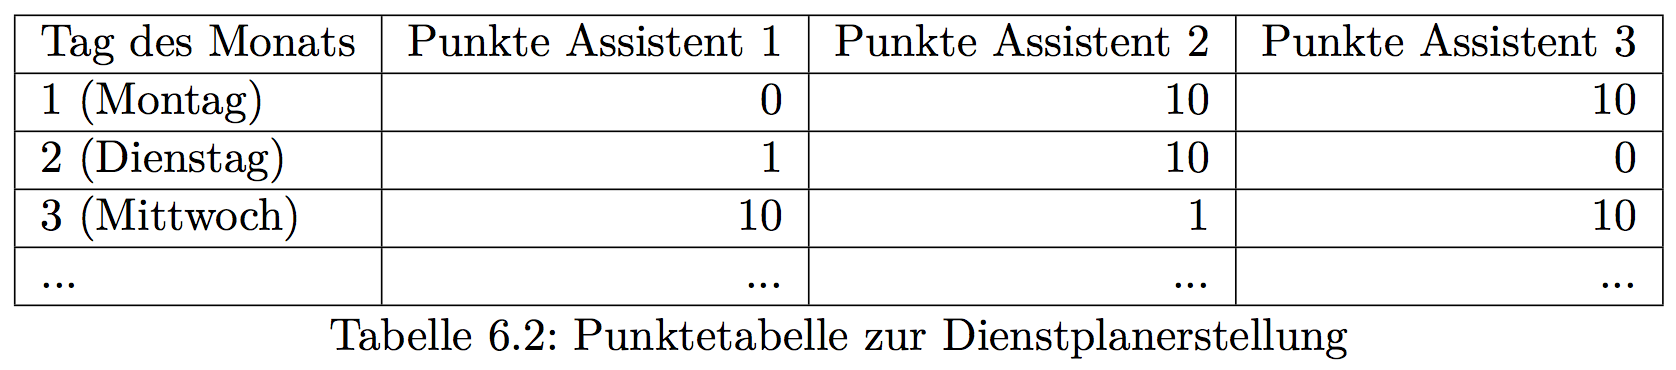 Tag des Monats Punkte Assistent 1 Punkte Assistent 2 Punkte Assistent 3
1 (Montag) 0 10 10
2 (Dienstag) 1 10 0
3 (Mittwoch) 10 1 10
... ... ... ...
Tabelle 6.2: Punktetabelle zur Dienstplanerstellung